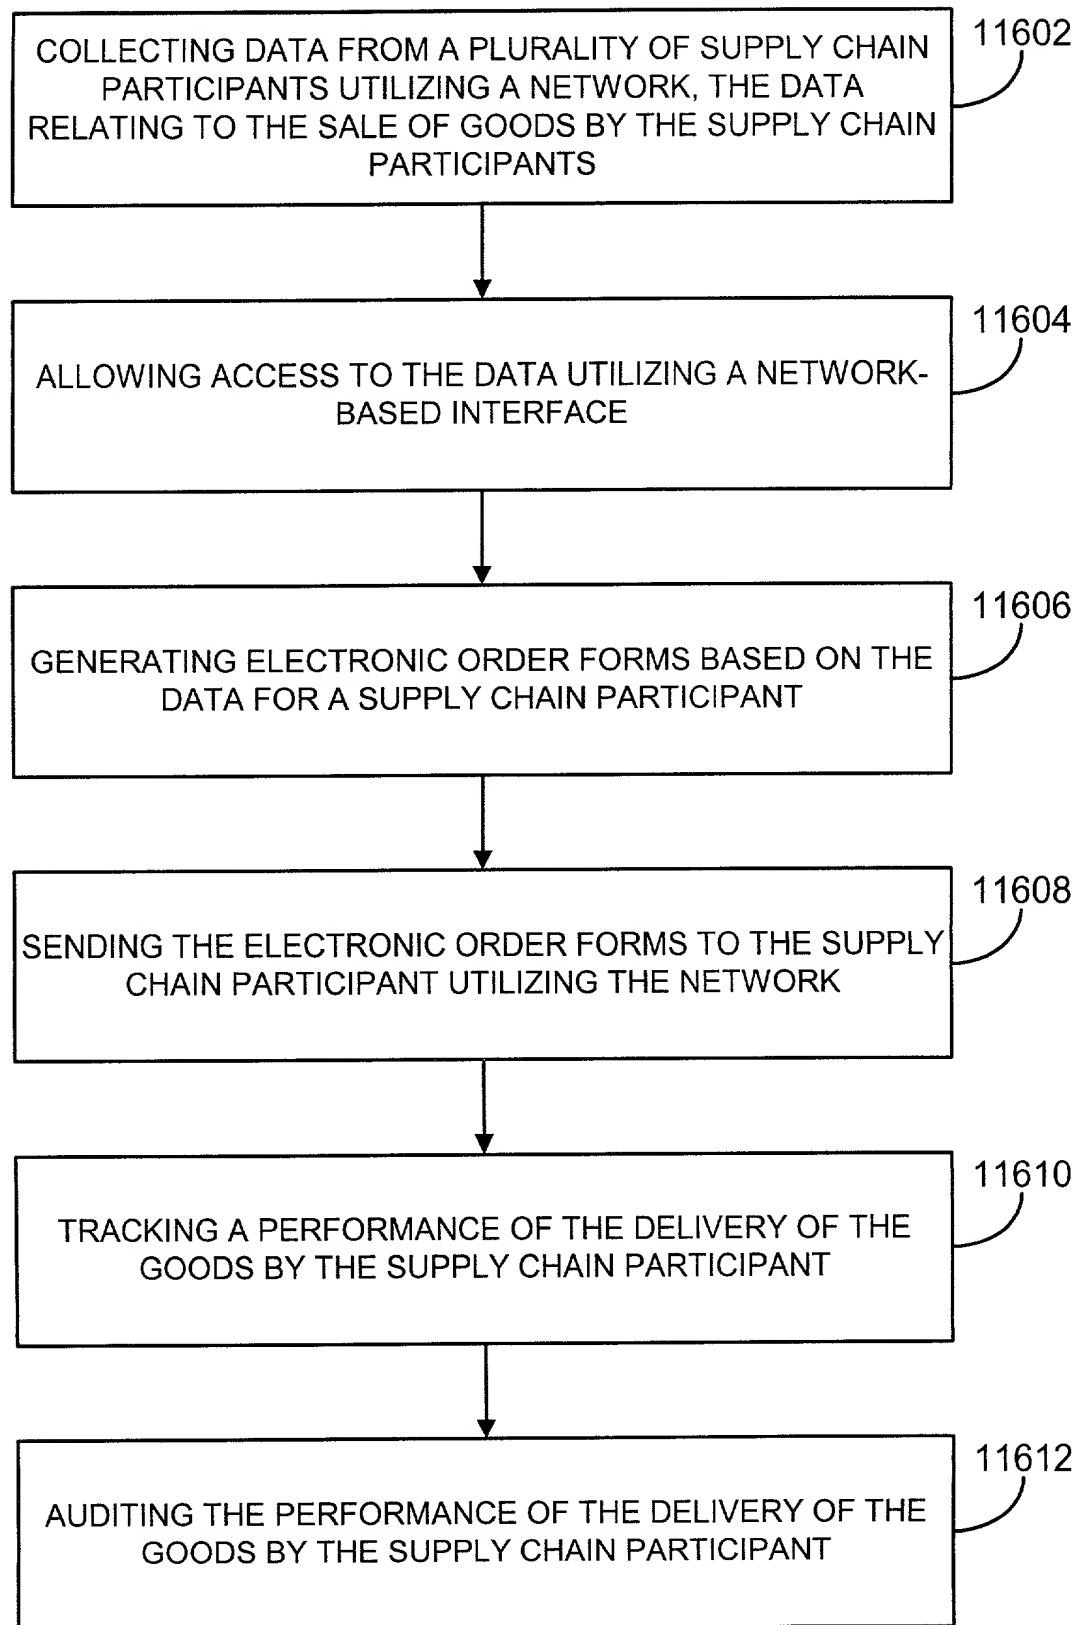 11602
COLLECTING DATA FROM A PLURALITY OF SUPPLY CHAIN
PARTICIPANTS UTILIZING A NETWORK, THE DATA
RELATING TO THE SALE OF GOODS BY THE SUPPLY CHAIN
PARTICIPANTS
11604
ALLOWING ACCESS TO THE DATA UTILIZING A NETWORK-
BASED INTERFACE
11606
GENERATING ELECTRONIC ORDER FORMS BASED ON THE
DATA FOR A SUPPLY CHAIN PARTICIPANT
11608
SENDING THE ELECTRONIC ORDER FORMS TO THE SUPPLY
CHAIN PARTICIPANT UTILIZING THE NETWORK
11610
TRACKING A PERFORMANCE OF THE DELIVERY OF THE
GOODS BY THE SUPPLY CHAIN PARTICIPANT
11612
AUDITING THE PERFORMANCE OF THE DELIVERY OF THE
GOODS BY THE SUPPLY CHAIN PARTICIPANT